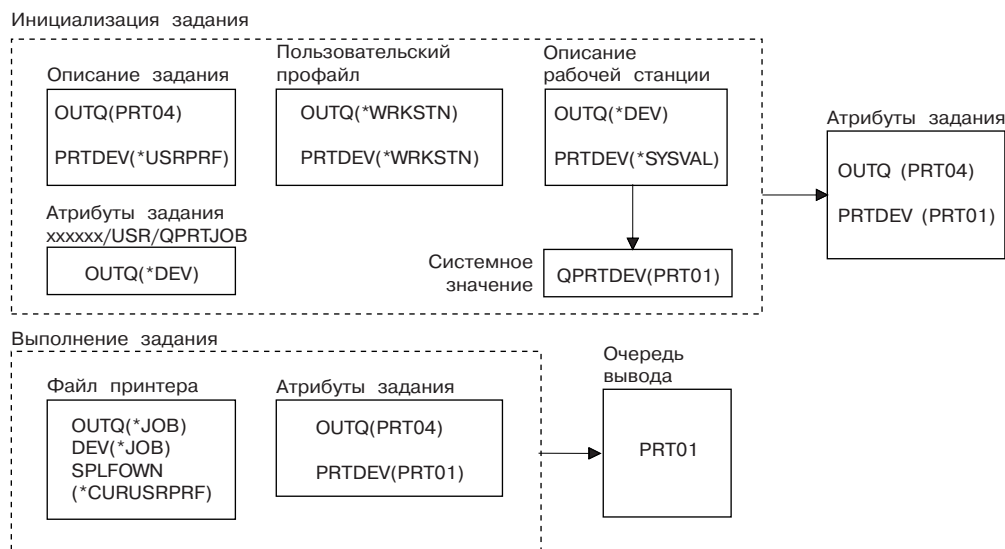 Инициализация задания
Описание задания
OUTQ(PRT04)
PRTDEV(*USRPRF)
Пользовательский
профайл
OUTQ(*WRKSTN)
PRTDEV(*WRKSTN)
Описание
рабочей станции
OUTQ(*DEV)
PRTDEV(*SYSVAL)
Атрибуты задания
OUTQ (PRT04)
PRTDEV (PRT01)
Атрибуты задания
xxxxxx/USR/QPRTJOB
OUTQ(*DEV)
Системное
значение
QPRTDEV(PRT01)
Выполнение задания
Файл принтера
OUTQ(*JOB)
DEV(*JOB)
SPLFOWN
(*CURUSRPRF)
Атрибуты задания
OUTQ(PRT04)
PRTDEV(PRT01)
Очередь
вывода
PRT01